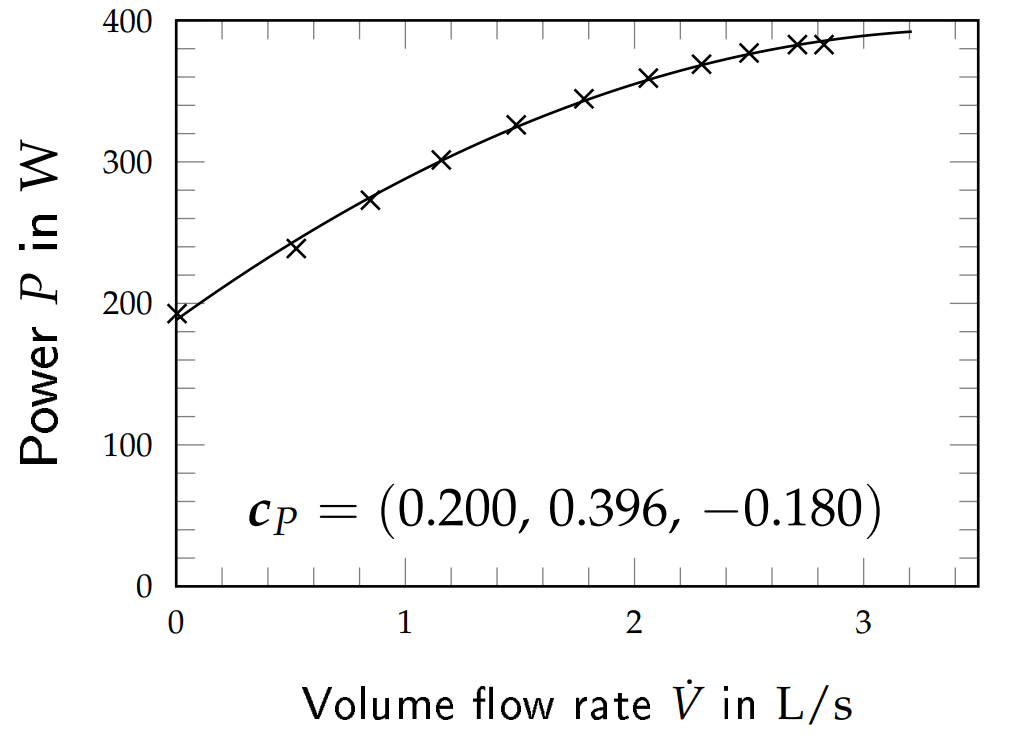 400
300
200
100
0
Power P in W
c_P = (0.200, 0.396, −0.180)
0 1 2 3
Volume flow rate V̇ in L/s